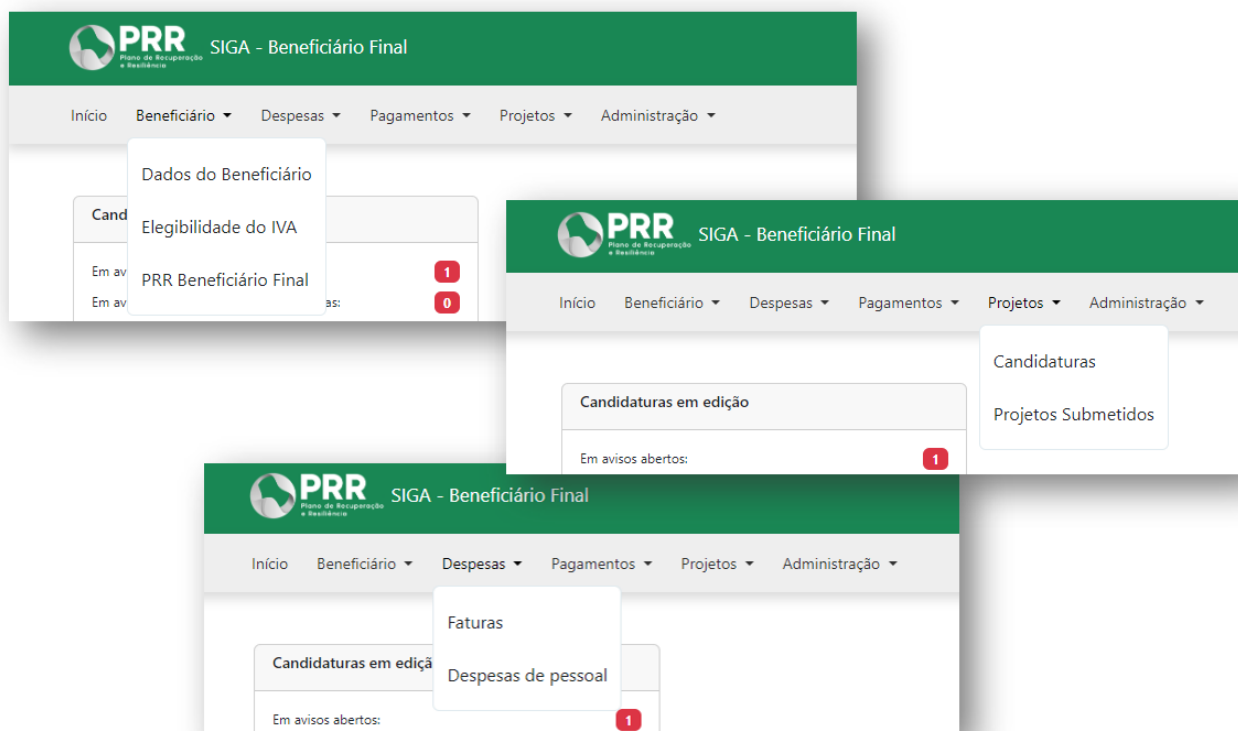 PRR
Plano de Recuperação
e Resiliência
SIGA - Beneficiário Final
Início Beneficiário Despesas Pagamentos Projetos Administração
Dados do Beneficiário
Elegibilidade do IVA
PRR Beneficiário Final
Cand
Em av 1
Em av as: 0
PRR
Plano de Recuperação
e Resiliência
SIGA - Beneficiário Final
Início Beneficiário Despesas Pagamentos Projetos Administração
Candidaturas
Projetos Submetidos
Candidaturas em edição
Em avisos abertos: 1
PRR
Plano de Recuperação
e Resiliência
SIGA - Beneficiário Final
Início Beneficiário Despesas Pagamentos Projetos Administração
Faturas
Despesas de pessoal
Candidaturas em ediçã
Em avisos abertos: 1